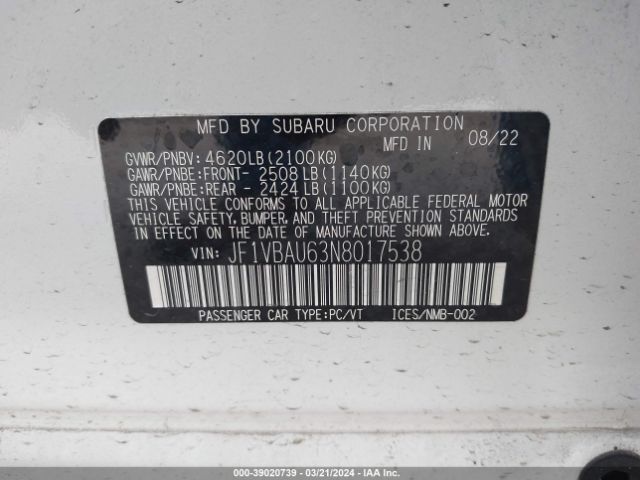 MFD BY SUBARU CORPORATION
MFD IN 08/22
GVWR/PNBV: 4620LB(2100KG)
GAWR/PNBE:FRONT- 2508LB(1140KG)
GAWR/PNBE:REAR - 2424LB(1100KG)
THIS VEHICLE CONFORMS TO ALL APPLICABLE FEDERAL MOTOR
VEHICLE SAFETY, BUMPER, AND THEFT PREVENTION STANDARDS
IN EFFECT ON THE DATE OF MANUFACTURE SHOWN ABOVE.
VIN: JF1VBAU63N8017538
PASSENGER CAR TYPE:PC/VT ICES/NMB-002
000-39020739 - 03/21/2024 - IAAI.COM